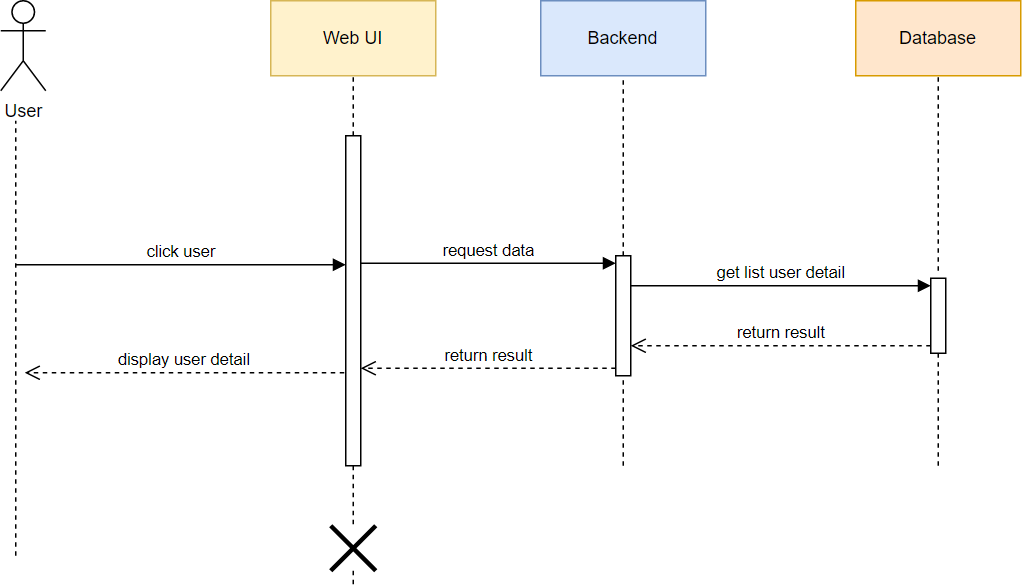 Web UI
Backend
Database
User
click user
request data
get list user detail
return result
return result
display user detail